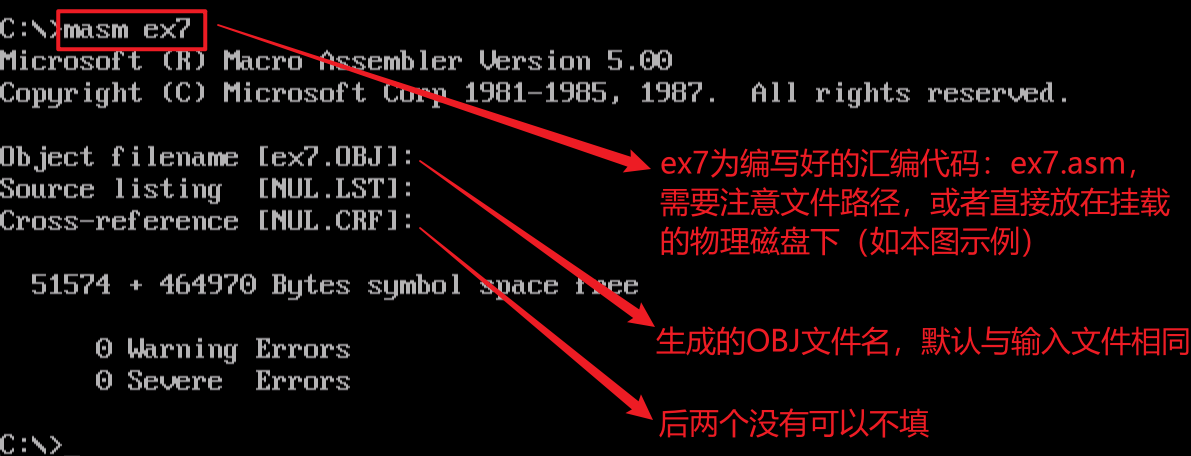 C:\>masm ex7
Microsoft (R) Macro Assembler Version 5.00
Copyright (C) Microsoft Corp 1981-1985, 1987.  All rights reserved.
Object filename [ex7.OBJ]:
Source listing  [NUL.LST]:
Cross-reference [NUL.CRF]:
ex7为编写好的汇编代码：ex7.asm，
需要注意文件路径，或者直接放在挂载
的物理磁盘下（如本图示例）
51574 + 464970 Bytes symbol space free
生成的OBJ文件名，默认与输入文件相同
0 Warning Errors
0 Severe  Errors
后两个没有可以不填
C:\>_